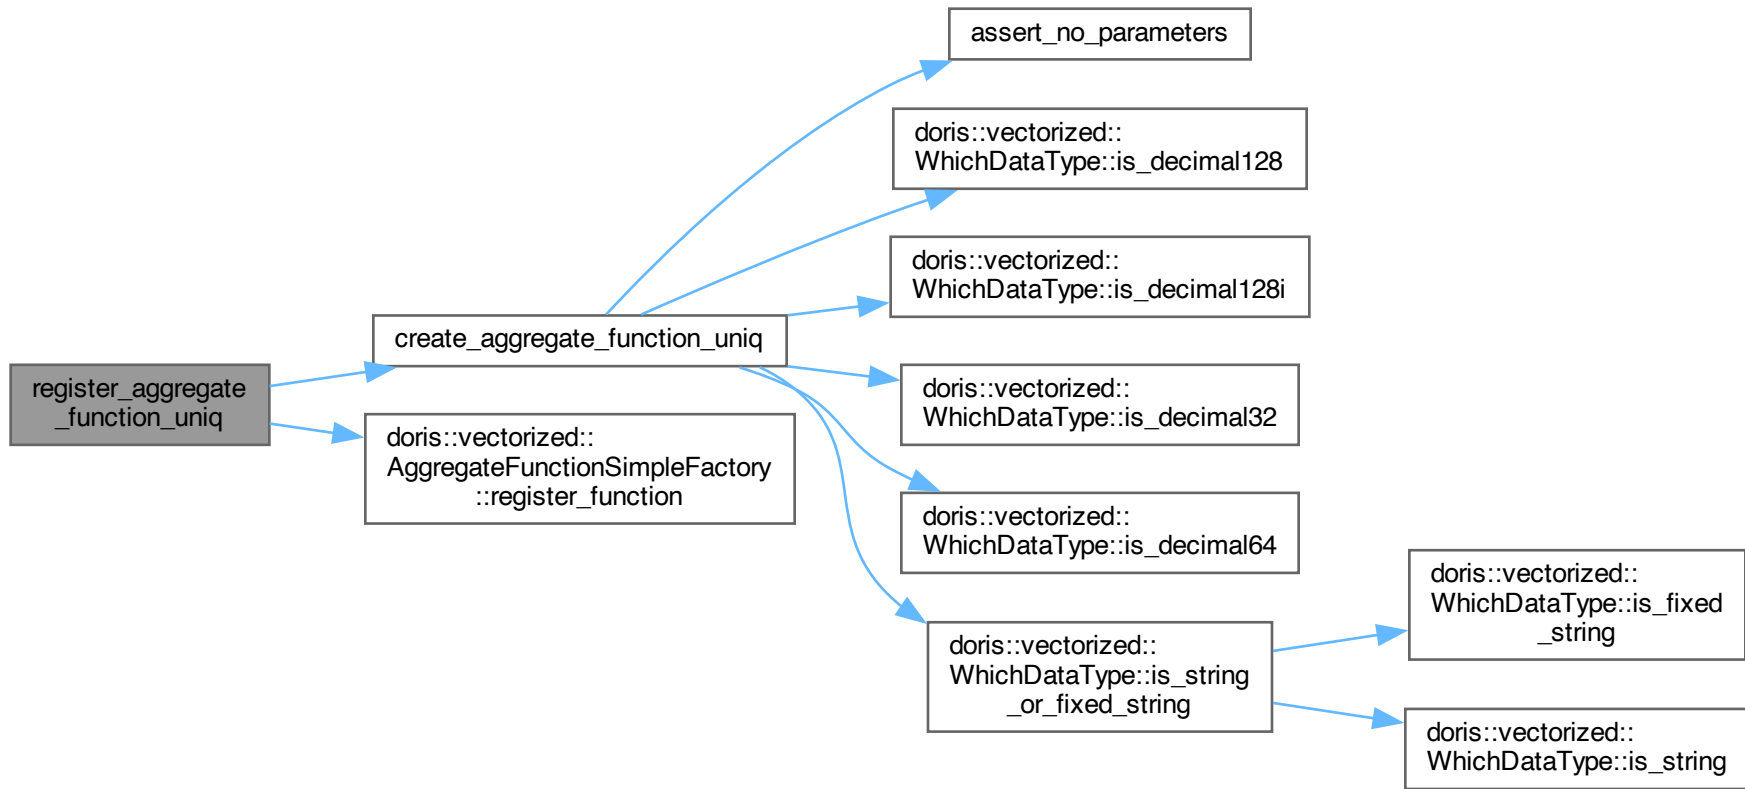 assert_no_parameters
doris::vectorized::
WhichDataType::is_decimal128
doris::vectorized::
WhichDataType::is_decimal128i
create_aggregate_function_uniq
register_aggregate
_function_uniq
doris::vectorized::
WhichDataType::is_decimal32
doris::vectorized::
AggregateFunctionSimpleFactory
::register_function
doris::vectorized::
WhichDataType::is_decimal64
doris::vectorized::
WhichDataType::is_string
_or_fixed_string
doris::vectorized::
WhichDataType::is_fixed
_string
doris::vectorized::
WhichDataType::is_string